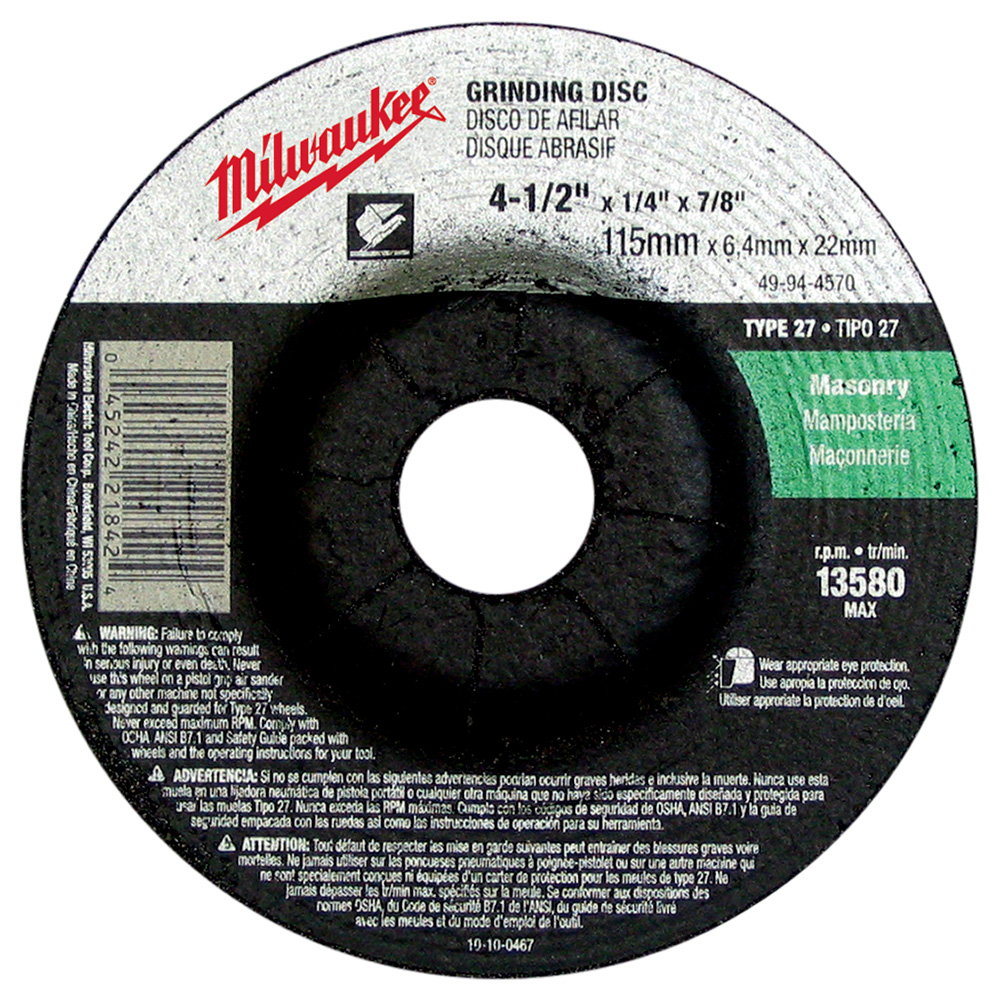 Milwaukee®
GRINDING DISC
DISCO DE AFILAR
DISQUE ABRASIF
4-1/2" x 1/4" x 7/8"
115mm x 6,4mm x 22mm
49-94-4570
TYPE 27 • TIPO 27
Masonry
Mampostería
Maçonnerie
r.p.m. • tr/min.
13580
MAX
Milwaukee Electric Tool Corp. Brookfield, WI 53005 U.S.A.
Made in China/Hecho en China/Fabriqué en Chine
0 45242 21842 4
WARNING: Failure to comply
with the following warnings can result
in serious injury or even death. Never
use this wheel on a pistol grip air sander
or any other machine not specifically
designed and guarded for Type 27 wheels.
Never exceed maximum RPM. Comply with
OCHA, ANSI B7.1 and Safety Guide packed with
wheels and the operating instructions for your tool.
Wear appropriate eye protection.
Use apropia la proteccion de ojo.
Utiliser appropriate la protection de d'oeil.
ADVERTENCIA: Si no se cumplen con las siguientes advertencias podrian ocurrir graves heridas e inclusive la muerte. Nunca use esta
muela en una lijadora neumática de pistola portátil o cualquier otra máquina que no haya sido especificamente diseñada y protegida para
usar las muelas Tipo 27. Nunca exceda las RPM máximas. Cumpla con los códigos de seguridad de OSHA, ANSI B7.1 y la guia de
seguridad empacada con las ruedas asi como las instrucciones de operación para su herramienta.
ATTENTION: Tout défaut de respecter les mise en garde suivantes peut entraîner des blessures graves voire
mortelles. Ne jamais utiliser sur les ponceuses pneumatiques à poignée-pistolet ou sur une autre machine qui
ne sont specialement conçues ni équipées d'un carter de protection pour les meules de type 27. Ne
jamais dépasser les tr/min max. spécifiés sur la meule. Se conformer aux dispositions des
normes OSHA, du Code de sécurité B7.1 de l'ANSI, du guide de sécurité livré
avec les meules et du mode d'emploi de l'outil.
10-10-0467